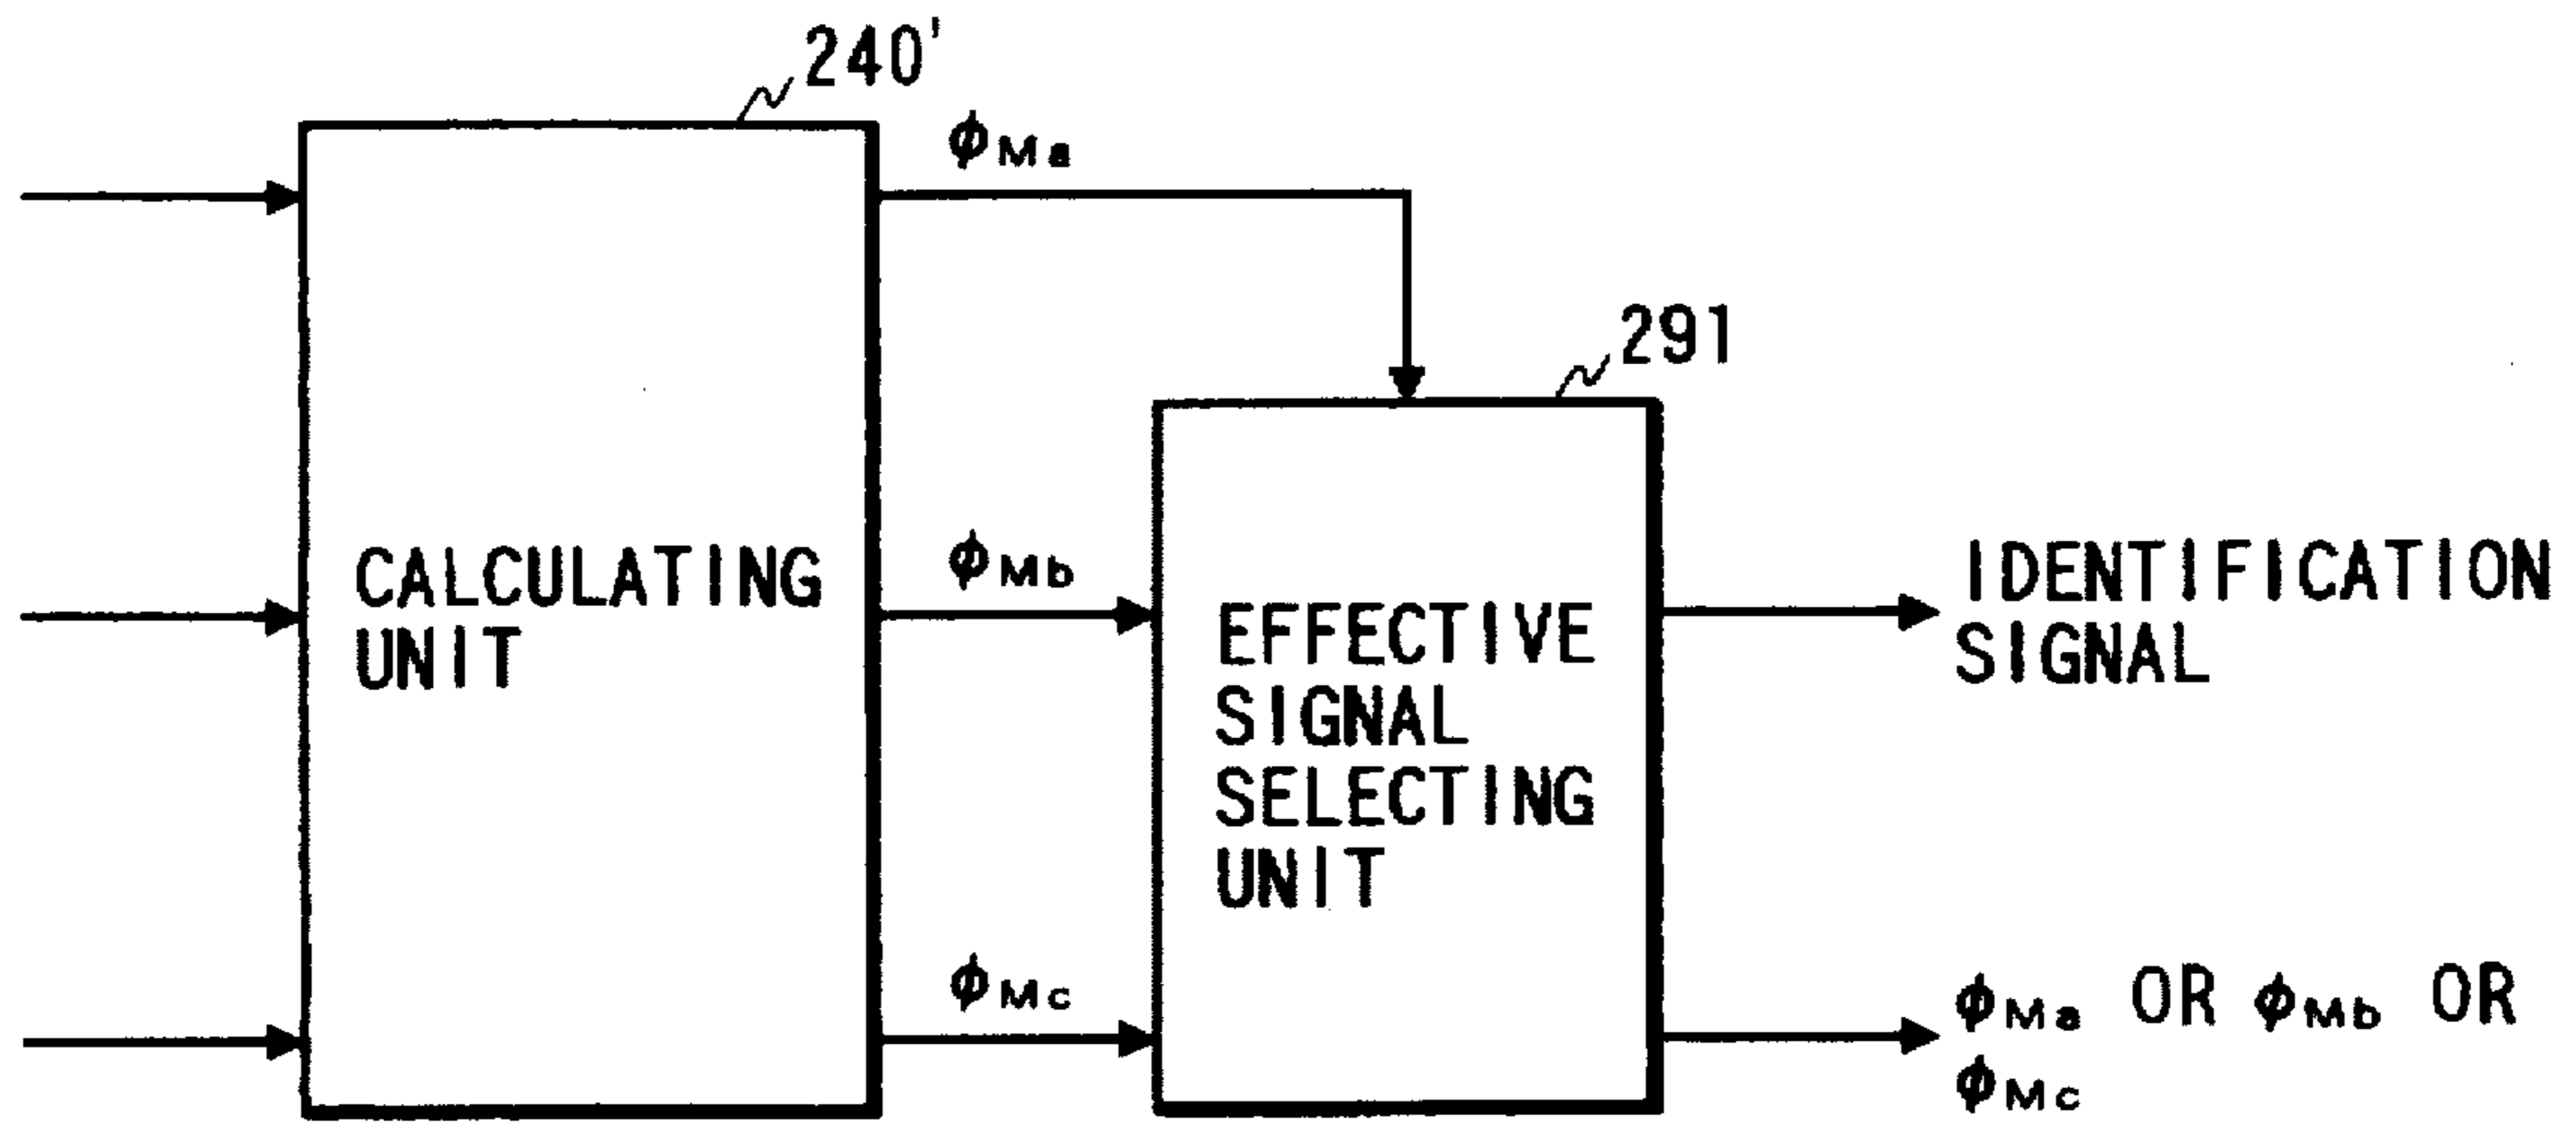 240'
ϕMa
291
CALCULATING
UNIT
ϕMb
EFFECTIVE
SIGNAL
SELECTING
UNIT
IDENTIFICATION
SIGNAL
ϕMc
ϕMa OR ϕMb OR
ϕMc